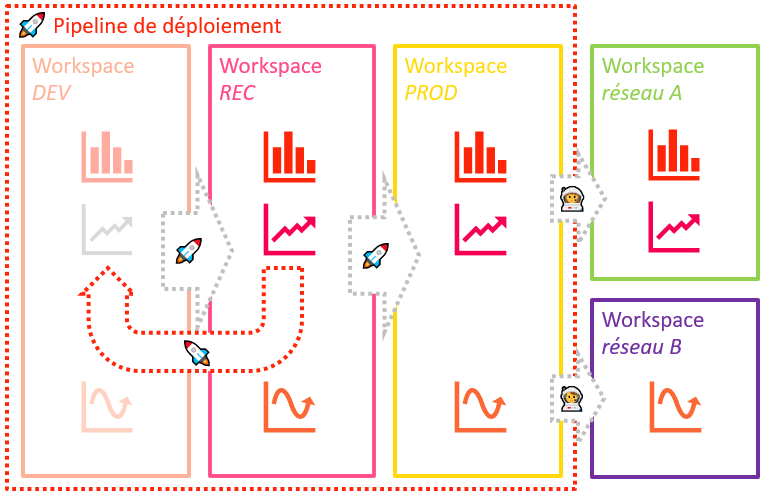 Pipeline de déploiement
Workspace
DEV
Workspace
REC
Workspace
PROD
Workspace
réseau A
Workspace
réseau B